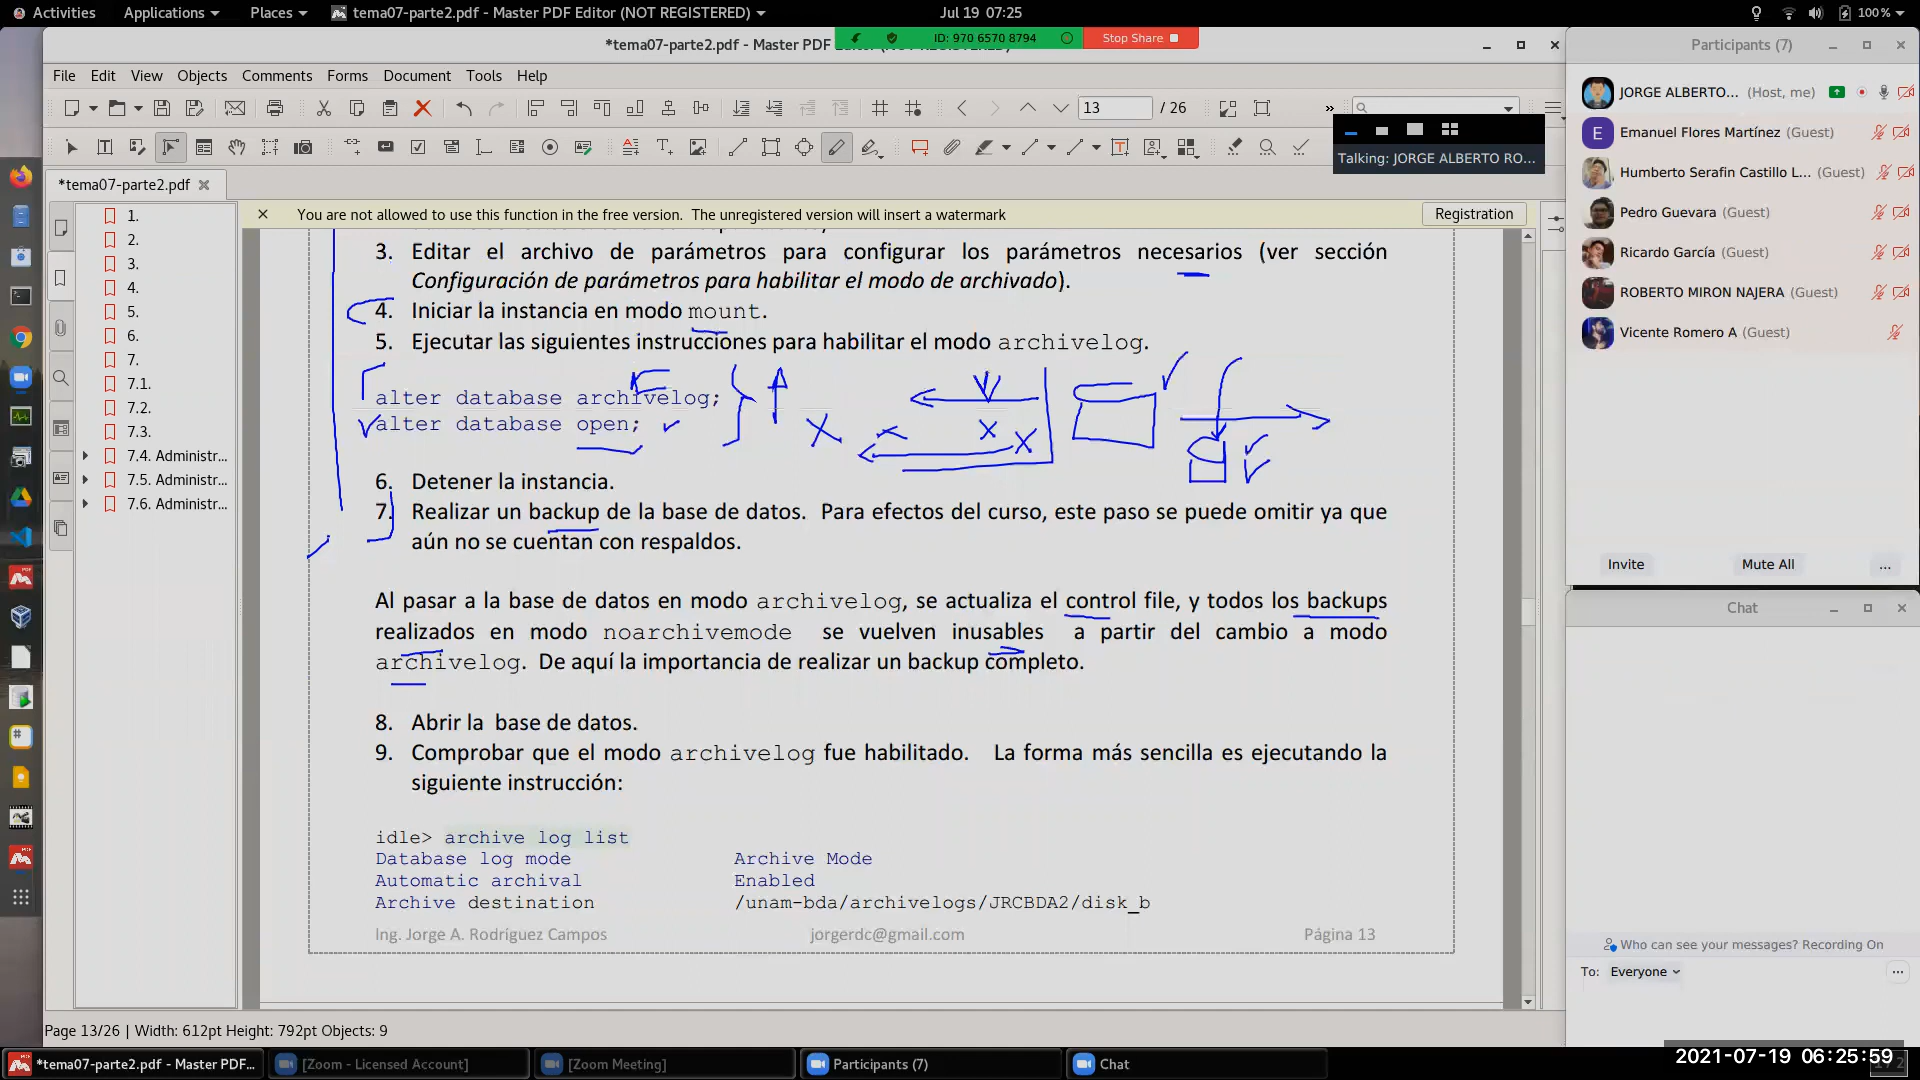 Activities Applications Places tema07-parte2.pdf - Master PDF Editor (NOT REGISTERED) Jul 19 07:25 100%
*tema07-parte2.pdf - Master PDF
ID: 970 6570 8794 Stop Share
File Edit View Objects Comments Forms Document Tools Help
13 / 26
Talking: JORGE ALBERTO RO...
*tema07-parte2.pdf
You are not allowed to use this function in the free version. The unregistered version will insert a watermark
Registration
1.
2.
3.
4.
5.
6.
7.
7.1.
7.2.
7.3.
7.4. Administr...
7.5. Administr...
7.6. Administr...
3. Editar el archivo de parámetros para configurar los parámetros necesarios (ver sección
Configuración de parámetros para habilitar el modo de archivado).
4. Iniciar la instancia en modo mount.
5. Ejecutar las siguientes instrucciones para habilitar el modo archivelog.
alter database archivelog;
alter database open;
6. Detener la instancia.
7. Realizar un backup de la base de datos. Para efectos del curso, este paso se puede omitir ya que
aún no se cuentan con respaldos.
Al pasar a la base de datos en modo archivelog, se actualiza el control file, y todos los backups
realizados en modo noarchivemode se vuelven inusables a partir del cambio a modo
archivelog. De aquí la importancia de realizar un backup completo.
8. Abrir la base de datos.
9. Comprobar que el modo archivelog fue habilitado. La forma más sencilla es ejecutando la
siguiente instrucción:
idle> archive log list
Database log mode Archive Mode
Automatic archival Enabled
Archive destination /unam-bda/archivelogs/JRCBDA2/disk_b
Ing. Jorge A. Rodríguez Campos jorgerdc@gmail.com Página 13
Page 13/26 | Width: 612pt Height: 792pt Objects: 9
Participants (7)
JORGE ALBERTO... (Host, me)
E Emanuel Flores Martínez (Guest)
Humberto Serafin Castillo L... (Guest)
Pedro Guevara (Guest)
Ricardo García (Guest)
ROBERTO MIRON NAJERA (Guest)
Vicente Romero A (Guest)
Invite Mute All ...
Chat
Who can see your messages? Recording On
To: Everyone
*tema07-parte2.pdf - Master PDF... [Zoom - Licensed Account] [Zoom Meeting] Participants (7) Chat
2021-07-19 06:25:59